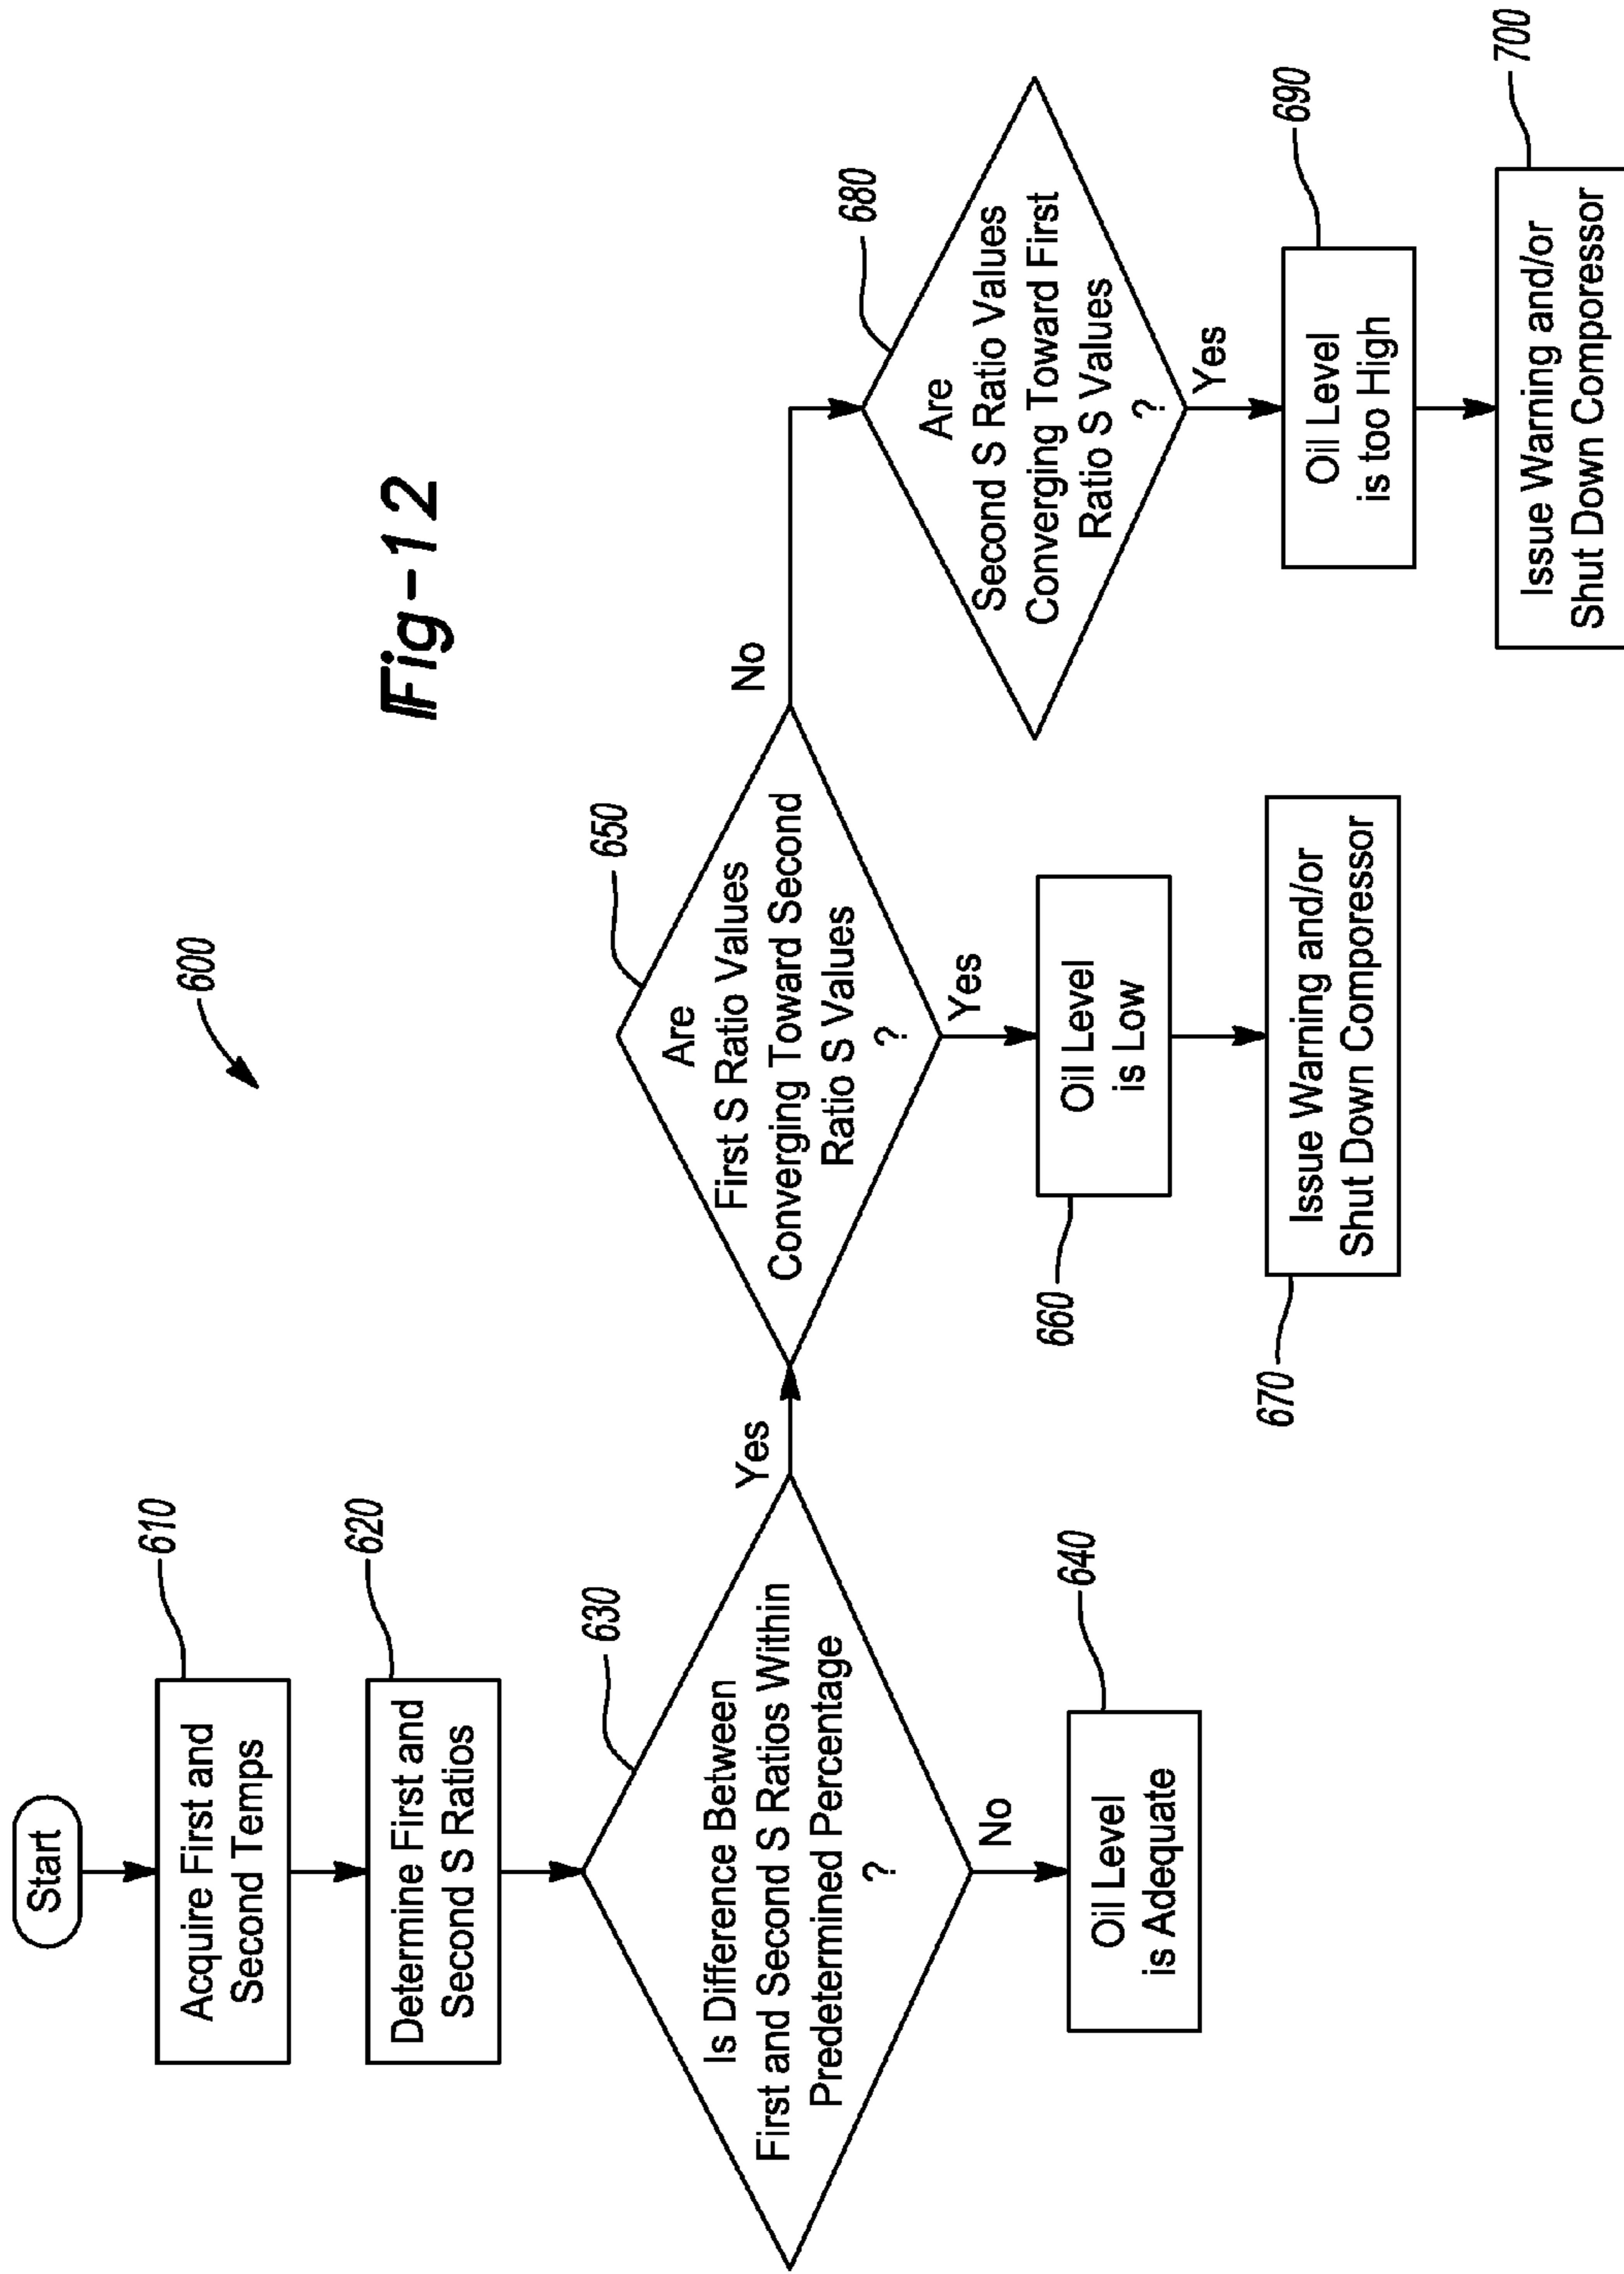 Fig-12
600
Start
610
Acquire First and
Second Temps
620
Determine First and
Second S Ratios
630
Is Difference Between
First and Second S Ratios Within
Predetermined Percentage
?
Yes
No
640
Oil Level
is Adequate
650
Are
First S Ratio Values
Converging Toward Second
Ratio S Values
?
No
Yes
660
Oil Level
is Low
670
Issue Warning and/or
Shut Down Comporessor
680
Are
Second S Ratio Values
Converging Toward First
Ratio S Values
?
Yes
690
Oil Level
is too High
700
Issue Warning and/or
Shut Down Comporessor